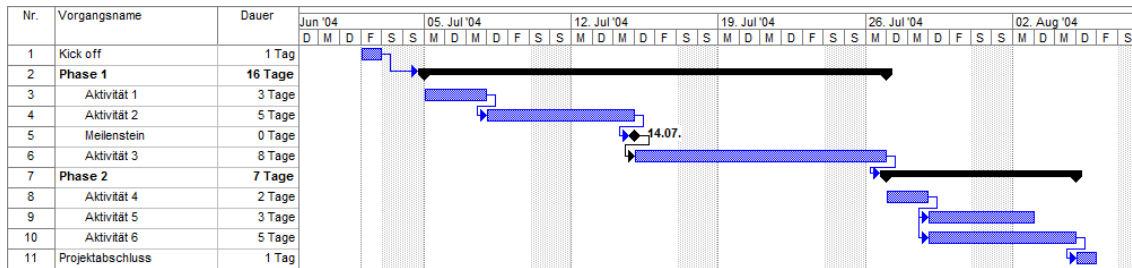 Nr. Vorgangsname Dauer Jun '04 05. Jul '04 12. Jul '04 19. Jul '04 26. Jul '04 02. Aug '04
D M D F S S M D M D F S S M D M D F S S M D M D F S S M D M D F S S M D M D F S
1 Kick off 1 Tag
2 Phase 1 16 Tage
3 Aktivität 1 3 Tage
4 Aktivität 2 5 Tage
5 Meilenstein 0 Tage 14.07.
6 Aktivität 3 8 Tage
7 Phase 2 7 Tage
8 Aktivität 4 2 Tage
9 Aktivität 5 3 Tage
10 Aktivität 6 5 Tage
11 Projektabschluss 1 Tag